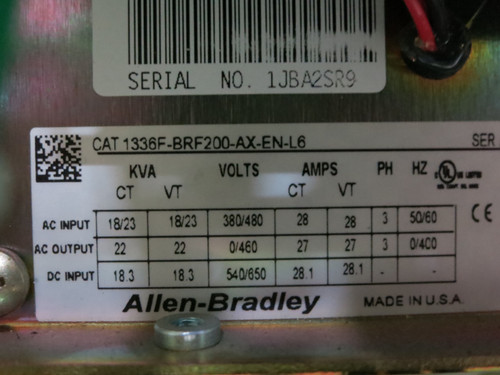 SERIAL NO. 1JBA2SR9
CAT 1336F-BRF200-AX-EN-L6 SER
KVA VOLTS AMPS PH HZ
CT VT CT VT
AC INPUT 18/23 18/23 380/480 28 28 3 50/60
AC OUTPUT 22 22 0/460 27 27 3 0/400
DC INPUT 18.3 18.3 540/650 28.1 28.1 - -
UL LISTED
CE
Allen-Bradley MADE IN U.S.A.